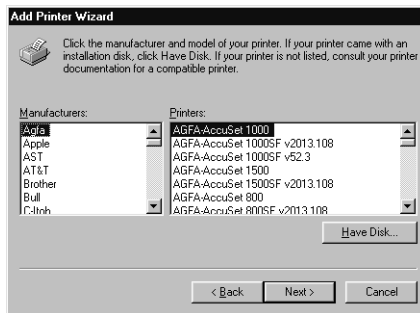 Add Printer Wizard
Click the manufacturer and model of your printer. If your printer came with an
installation disk, click Have Disk. If your printer is not listed, consult your printer
documentation for a compatible printer.
Manufacturers:
Agfa
Apple
AST
AT&T
Brother
Bull
C-Itoh
Printers:
AGFA-AccuSet 1000
AGFA-AccuSet 1000SF v2013.108
AGFA-AccuSet 1000SF v52.3
AGFA-AccuSet 1500
AGFA-AccuSet 1500SF v2013.108
AGFA-AccuSet 800
AGFA-AccuSet 800SF v2013.108
Have Disk...
< Back
Next >
Cancel